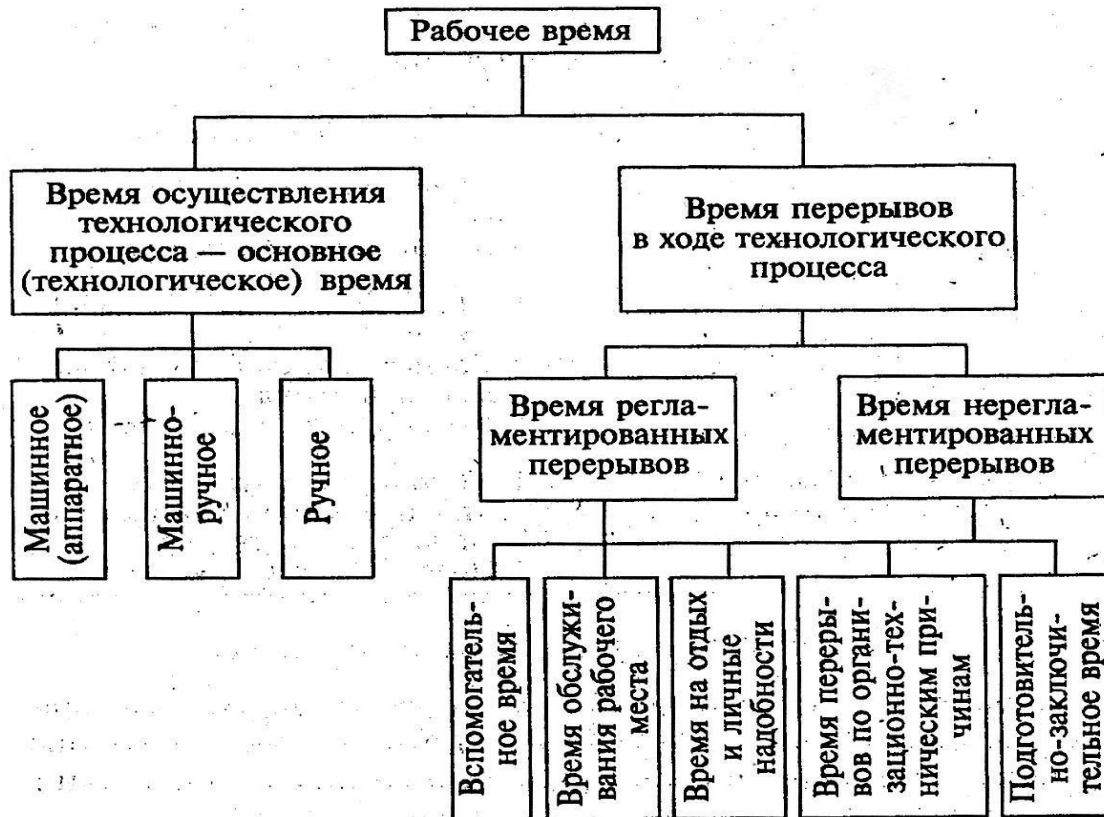 Рабочее время
Время осуществления
технологического
процесса — основное
(технологическое) время
Время перерывов
в ходе технологического
процесса
Машинное
(аппаратное)
Машинно-
ручное
Ручное
Время регла-
ментированных
перерывов
Время нерегла-
ментированных
перерывов
Вспомогатель-
ное время
Время обслужи-
вания рабочего
места
Время на отдых
и личные
надобности
Время переры-
вов по органи-
зационно-тех-
ническим при-
чинам
Подготовитель-
но-заключи-
тельное время